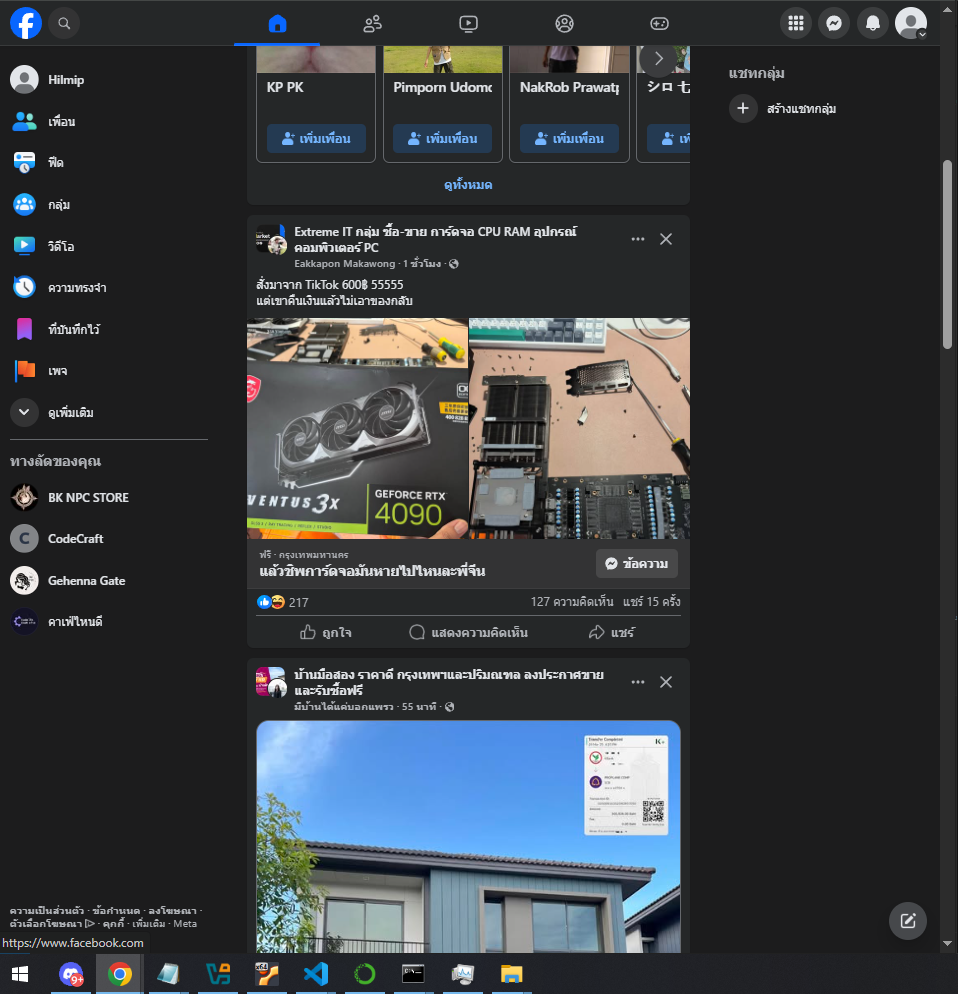 KP PK
Pimporn Udomc
NakRob Prawatp
シロ 七
เพิ่มเพื่อน
เพิ่มเพื่อน
เพิ่มเพื่อน
ดูทั้งหมด
Hilmip
เพื่อน
ฟีด
กลุ่ม
วิดีโอ
ความทรงจำ
ที่บันทึกไว้
เพจ
ดูเพิ่มเติม
ทางลัดของคุณ
BK NPC STORE
C CodeCraft
Gehenna Gate
คาเฟ่ไหนดี
ความเป็นส่วนตัว · ข้อกำหนด · ลงโฆษณา ·
ตัวเลือกโฆษณา · คุกกี้ · เพิ่มเติม · Meta
https://www.facebook.com
Extreme IT กลุ่ม ซื้อ-ขาย การ์ดจอ CPU RAM อุปกรณ์
คอมพิวเตอร์ PC
Eakkapon Makawong · 1 ชั่วโมง ·
สั่งมาจาก TikTok 600฿ 55555
แต่เขาคืนเงินแล้วไม่เอาของกลับ
VENTUS 3X
GEFORCE RTX
4090
ฟรี · กรุงเทพมหานคร
แล้วชิพการ์ดจอมันหายไปไหนละพี่จีน
ข้อความ
217
127 ความคิดเห็น แชร์ 15 ครั้ง
ถูกใจ
แสดงความคิดเห็น
แชร์
บ้านมือสอง ราคาดี กรุงเทพฯและปริมณฑล ลงประกาศขาย
และรับซื้อฟรี
มีบ้านได้แค่บอกแพรว · 55 นาที ·
Transfer Completed
K+
แชทกลุ่ม
สร้างแชทกลุ่ม
9+
x64